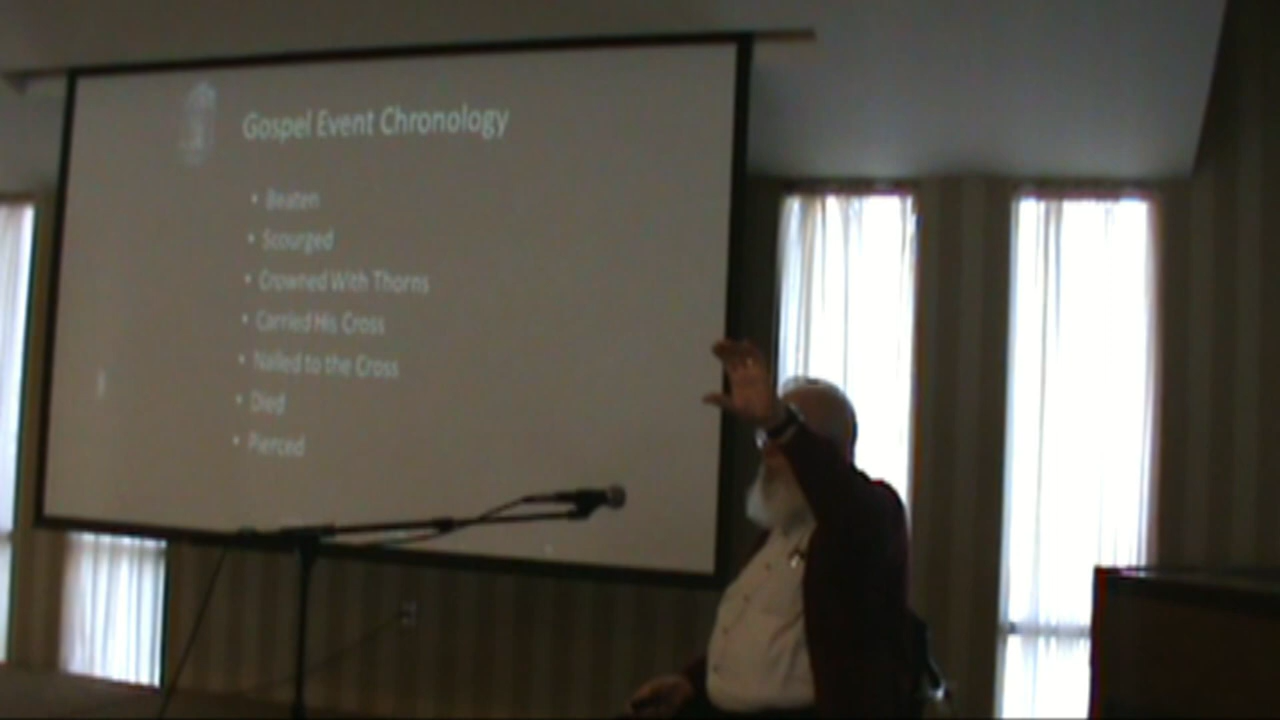 Gospel Event Chronology
• Beaten
• Scourged
• Crowned With Thorns
• Carried His Cross
• Nailed to the Cross
• Died
• Pierced